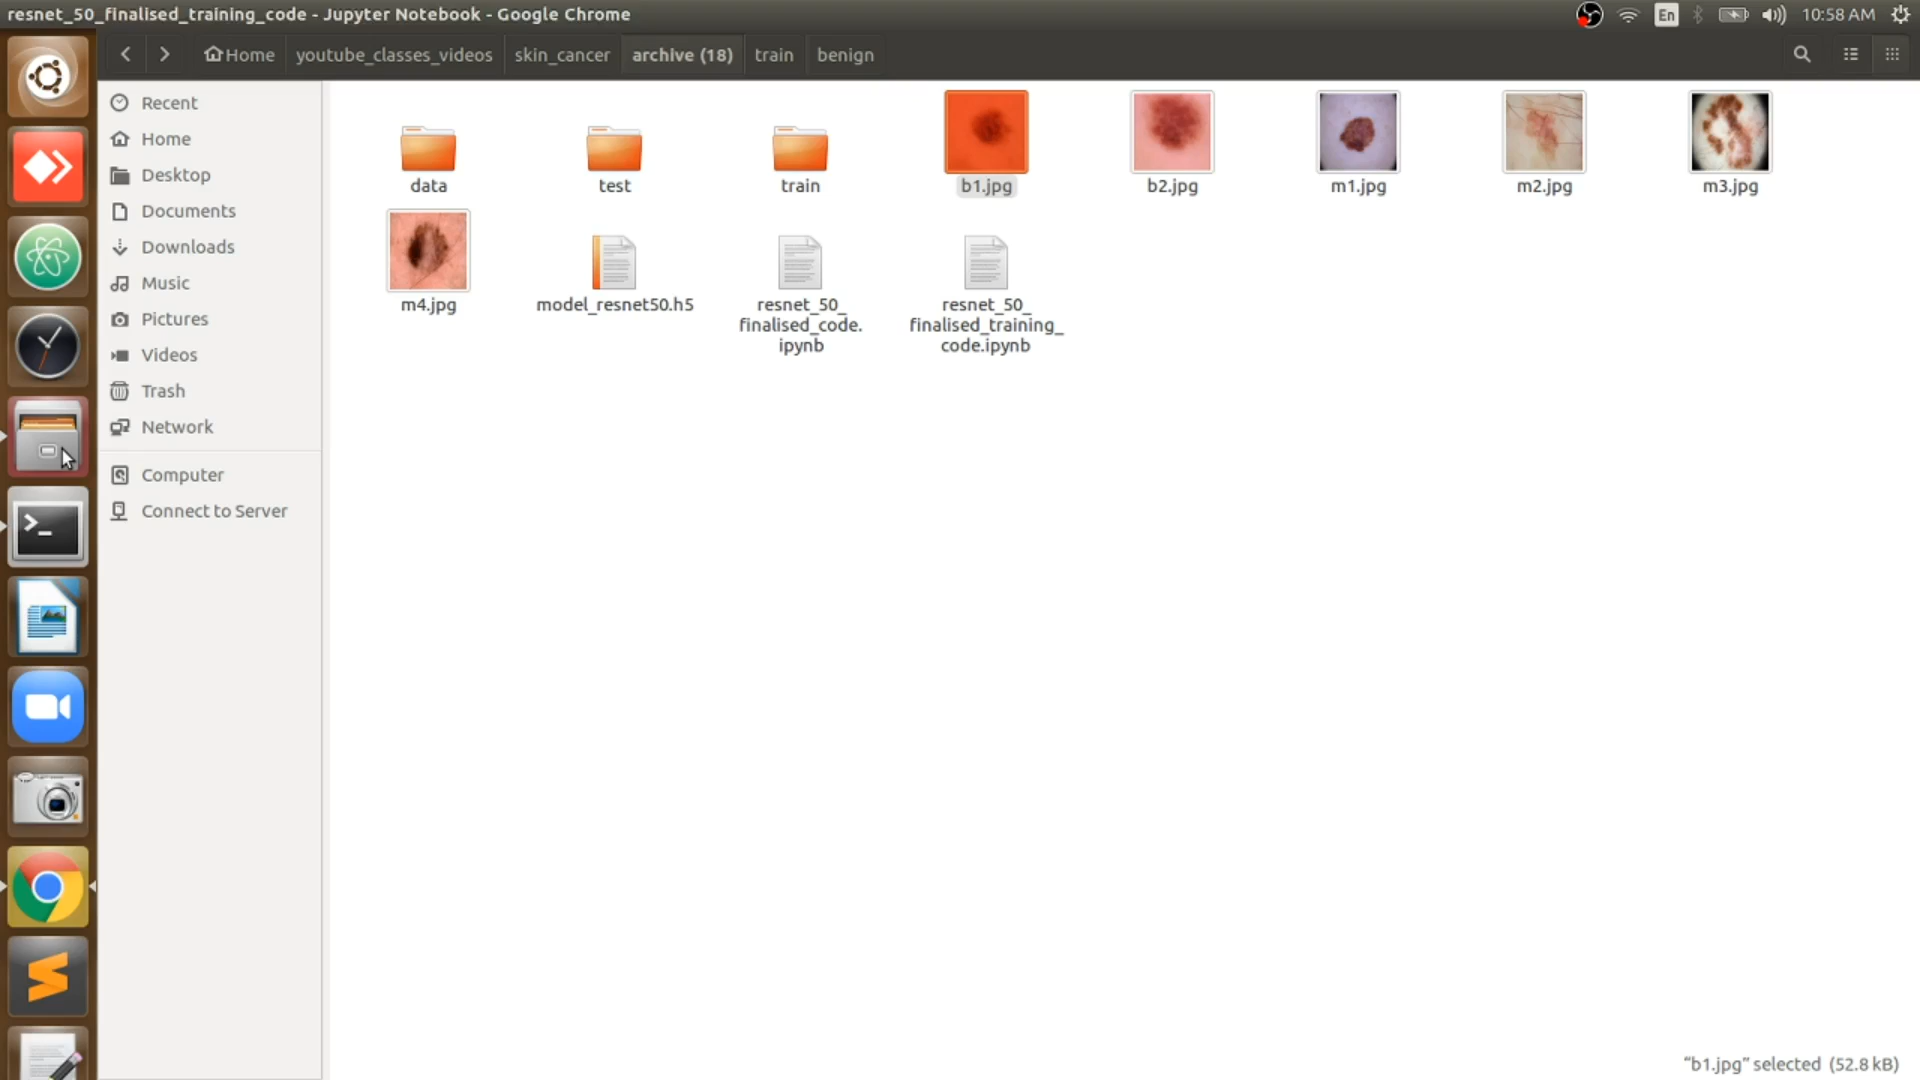 resnet_50_finalised_training_code - Jupyter Notebook - Google Chrome
En
10:58 AM
Home
youtube_classes_videos
skin_cancer
archive (18)
train
benign
Recent
Home
Desktop
Documents
Downloads
Music
Pictures
Videos
Trash
Network
Computer
Connect to Server
data
test
train
b1.jpg
b2.jpg
m1.jpg
m2.jpg
m3.jpg
m4.jpg
model_resnet50.h5
resnet_50_
finalised_code.
ipynb
resnet_50_
finalised_training_
code.ipynb
"b1.jpg" selected (52.8 kB)